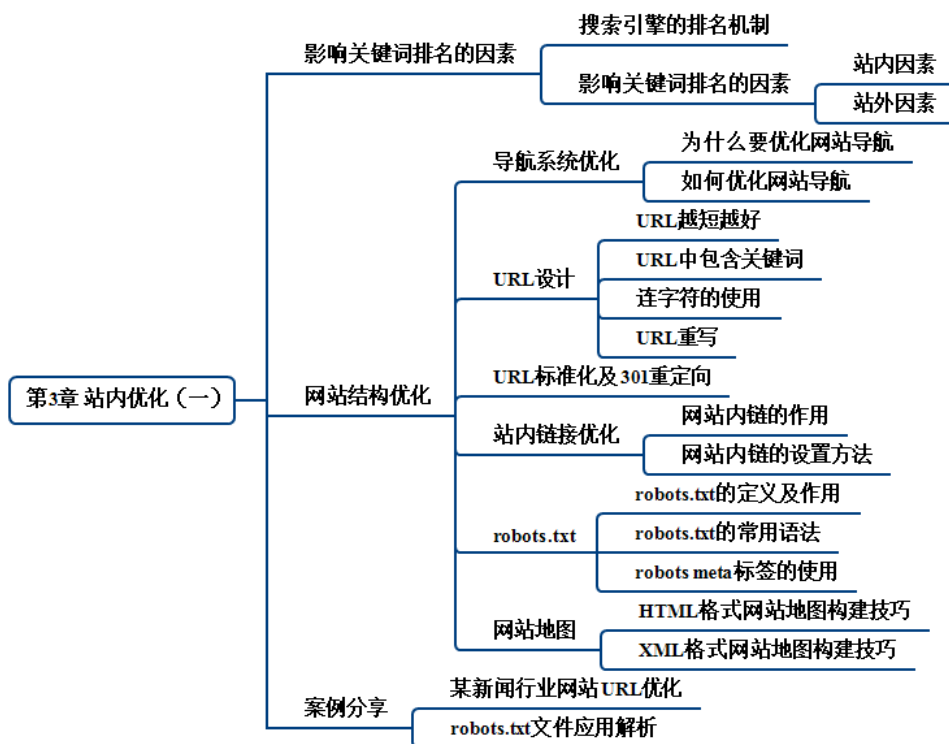 搜索引擎的排名机制
影响关键词排名的因素
影响关键词排名的因素
站内因素
站外因素
为什么要优化网站导航
导航系统优化
如何优化网站导航
URL越短越好
URL中包含关键词
URL设计
连字符的使用
URL重写
URL标准化及301重定向
第3章 站内优化（一）
网站结构优化
网站内链的作用
站内链接优化
网站内链的设置方法
robots.txt的定义及作用
robots.txt
robots.txt的常用语法
robots meta标签的使用
HTML格式网站地图构建技巧
网站地图
XML格式网站地图构建技巧
某新闻行业网站URL优化
案例分享
robots.txt文件应用解析